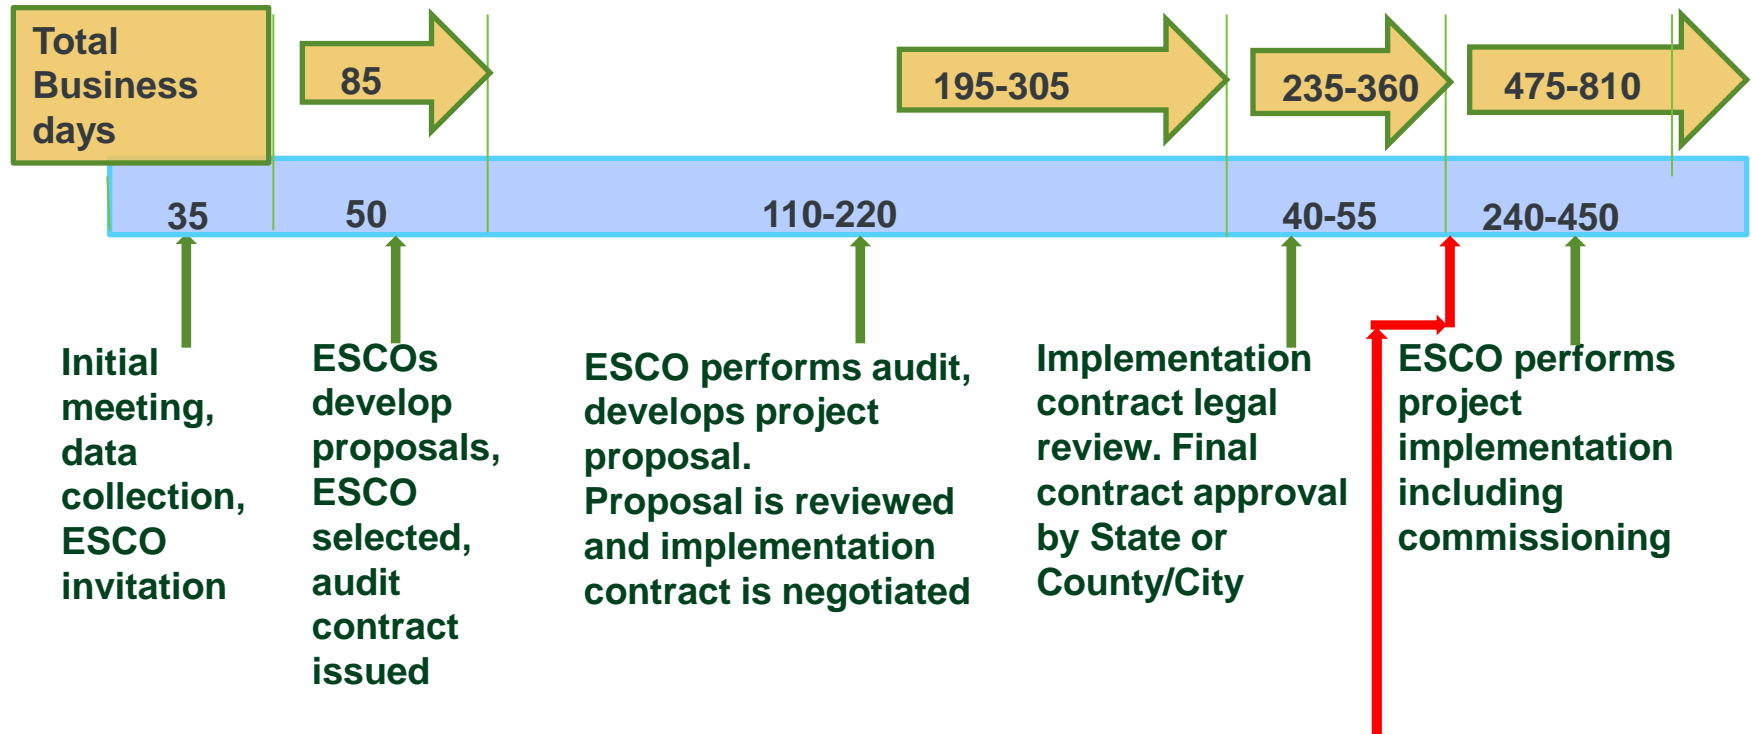 Total
Business
days
85
195-305
235-360
475-810
35
50
110-220
40-55
240-450
Initial
meeting,
data
collection,
ESCO
invitation
ESCOs
develop
proposals,
ESCO
selected,
audit
contract
issued
ESCO performs audit,
develops project
proposal.
Proposal is reviewed
and implementation
contract is negotiated
Implementation
contract legal
review. Final
contract approval
by State or
County/City
ESCO performs
project
implementation
including
commissioning